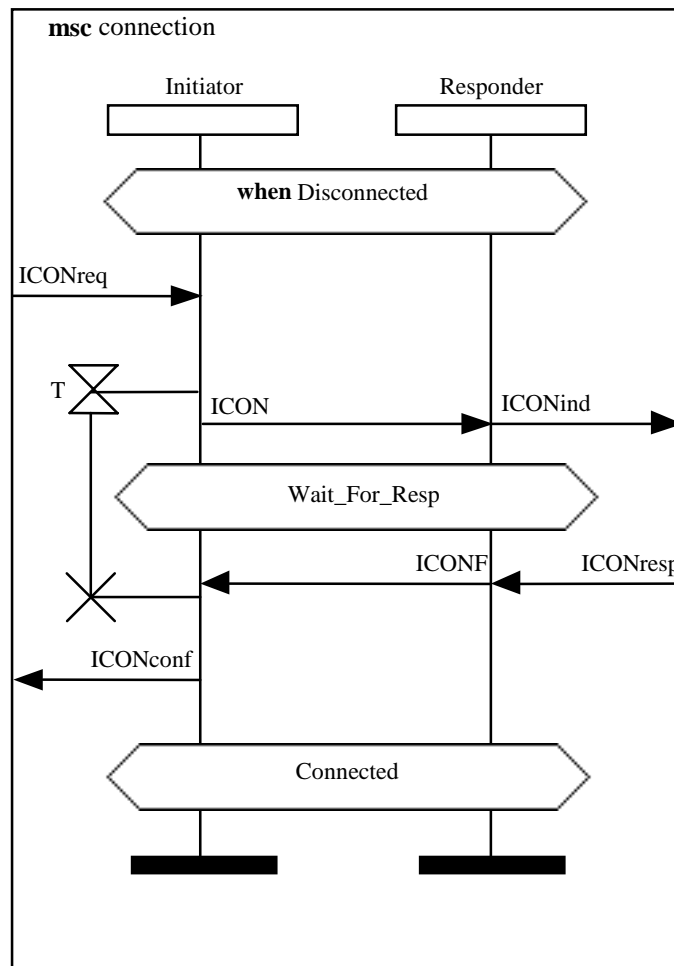 msc connection
Initiator
Responder
when Disconnected
ICONreq
T
ICON
ICONind
Wait_For_Resp
ICONF
ICONresp
ICONconf
Connected